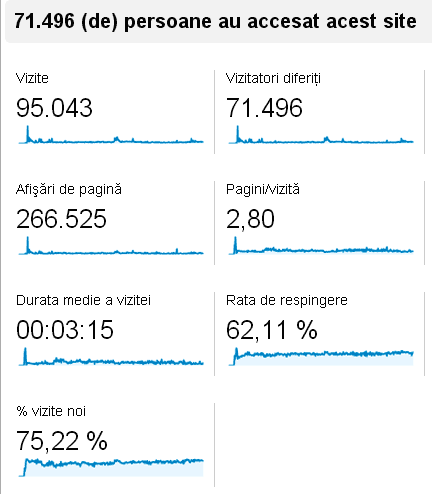 71.496 (de) persoane au accesat acest site
Vizite
95.043
Vizitatori diferiți
71.496
Afișări de pagină
266.525
Pagini/vizită
2,80
Durata medie a vizitei
00:03:15
Rata de respingere
62,11 %
% vizite noi
75,22 %